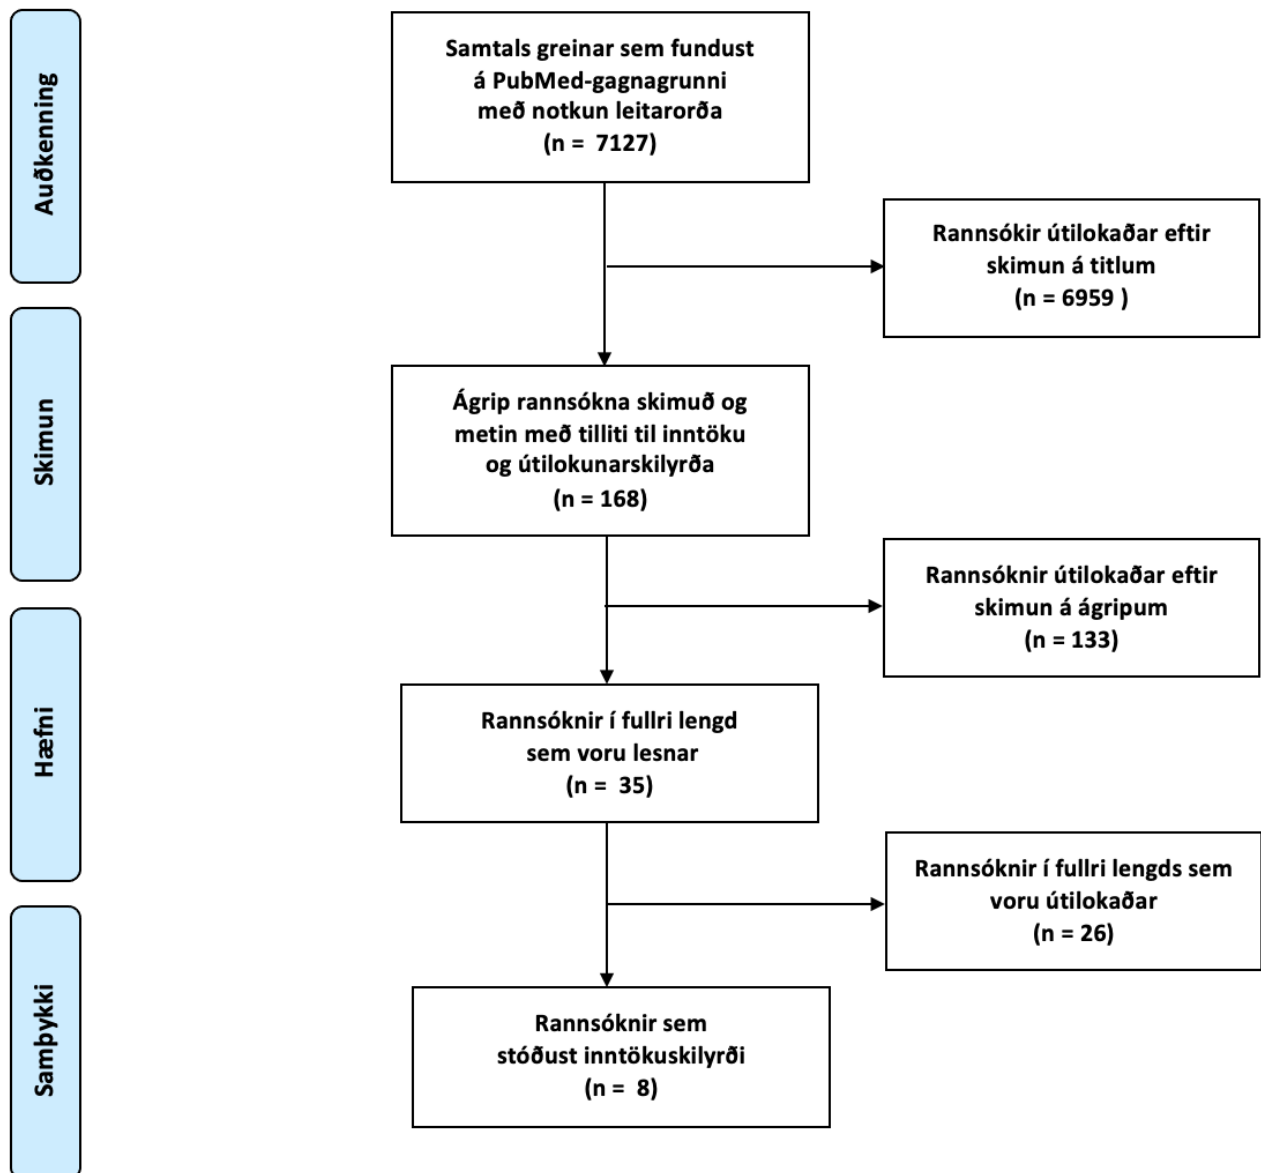 Auðkenning
Samtals greinar sem fundust
á PubMed-gagnagrunni
með notkun leitarorða
(n = 7127)
Rannsókir útilokaðar eftir
skimun á titlum
(n = 6959 )
Skimun
Ágrip rannsókna skimuð og
metin með tilliti til inntöku
og útilokunarskilyrða
(n = 168)
Rannsóknir útilokaðar eftir
skimun á ágripum
(n = 133)
Hæfni
Rannsóknir í fullri lengd
sem voru lesnar
(n = 35)
Rannsóknir í fullri lengds sem
voru útilokaðar
(n = 26)
Samþykki
Rannsóknir sem
stóðust inntökuskilyrði
(n = 8)